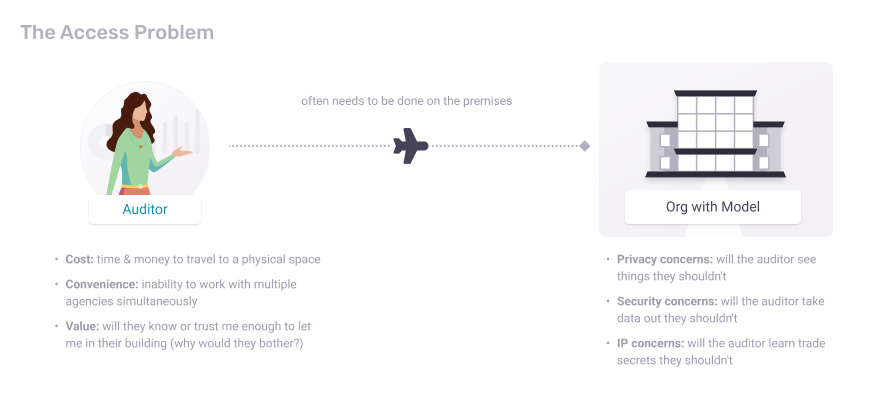 The Access Problem
often needs to be done on the premises
Auditor
Org with Model
• Cost: time & money to travel to a physical space
• Convenience: inability to work with multiple
agencies simultaneously
• Value: will they know or trust me enough to let
me in their building (why would they bother?)
• Privacy concerns: will the auditor see
things they shouldn't
• Security concerns: will the auditor take
data out they shouldn't
• IP concerns: will the auditor learn trade
secrets they shouldn't